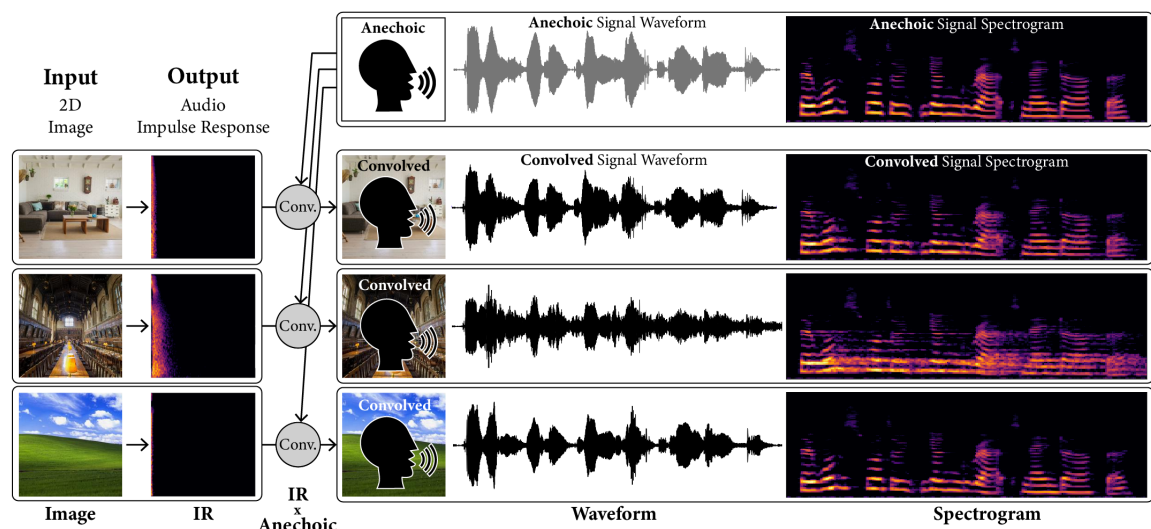 Anechoic
Anechoic Signal Waveform
Anechoic Signal Spectrogram
Input
2D
Image
Output
Audio
Impulse Response
Convolved
Convolved Signal Waveform
Convolved Signal Spectrogram
Conv.
Convolved
Conv.
Convolved
Conv.
Image
IR
IR
x
Anechoic
Waveform
Spectrogram